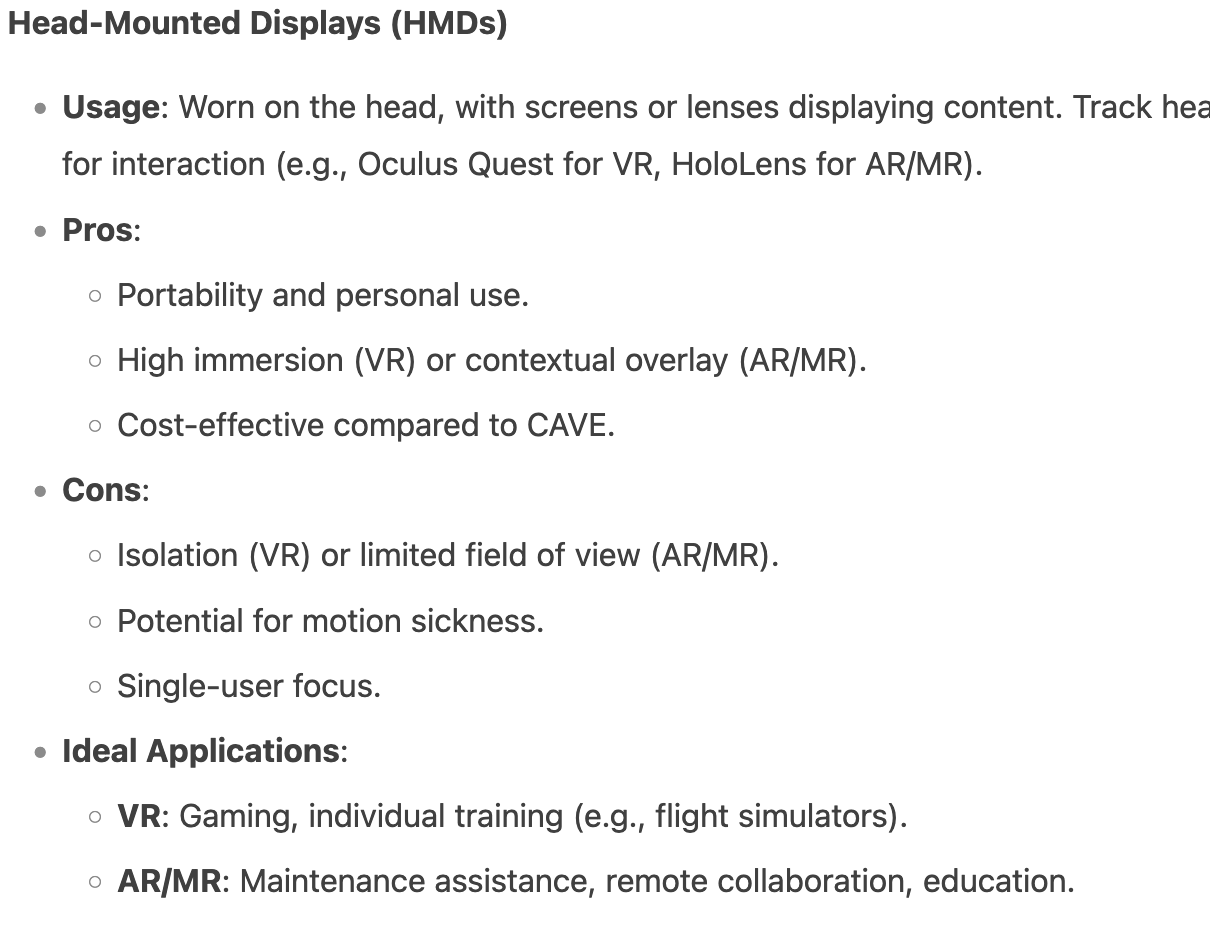 Head-Mounted Displays (HMDs)
Usage: Worn on the head, with screens or lenses displaying content. Track
for interaction (e.g., Oculus Quest for VR, HoloLens for AR/MR).
Pros:
Portability and personal use.
High immersion (VR) or contextual overlay (AR/MR).
Cost-effective compared to CAVE.
Cons:
Isolation (VR) or limited field of view (AR/MR).
Potential for motion sickness.
Single-user focus.
Ideal Applications:
VR: Gaming, individual training (e.g., flight simulators).
AR/MR: Maintenance assistance, remote collaboration, education.